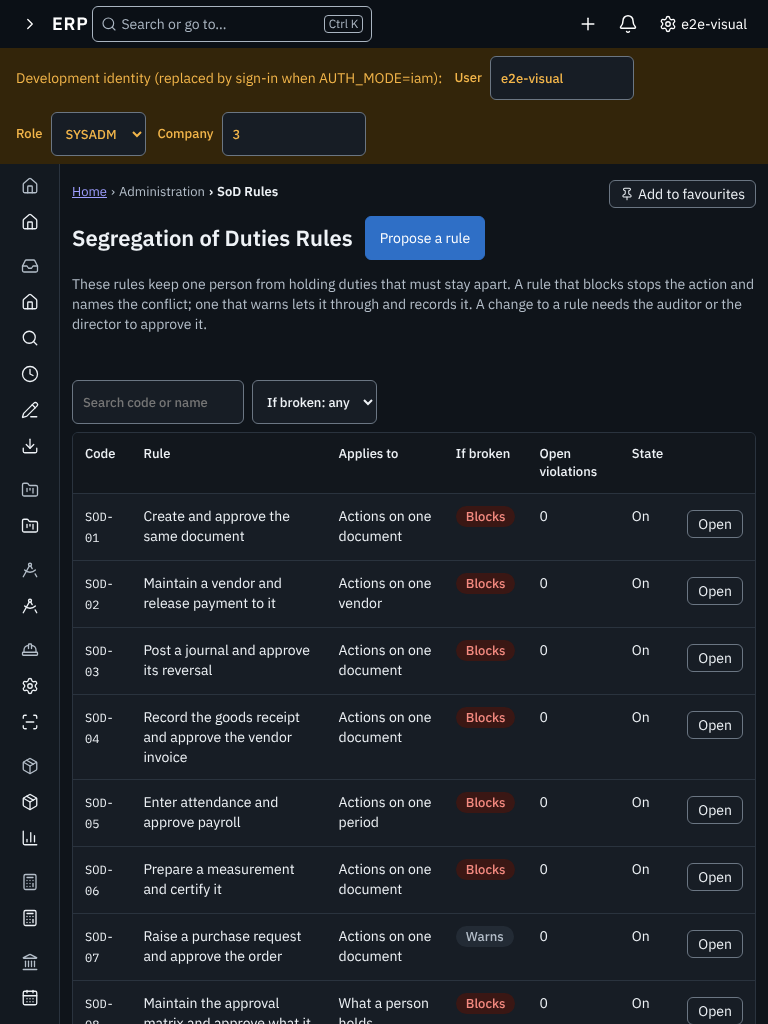 ERP
Search or go to...
Ctrl K
e2e-visual
Development identity (replaced by sign-in when AUTH_MODE=iam):
User
e2e-visual
Role
SYSADM
Company
3
Home › Administration › SoD Rules
Add to favourites
Segregation of Duties Rules
Propose a rule
These rules keep one person from holding duties that must stay apart. A rule that blocks stops the action and
names the conflict; one that warns lets it through and records it. A change to a rule needs the auditor or the
director to approve it.
Search code or name
If broken: any
Code Rule Applies to If broken Open State
violations
SOD- Create and approve the Actions on one Blocks 0 On Open
01 same document document
SOD- Maintain a vendor and Actions on one Blocks 0 On Open
02 release payment to it vendor
SOD- Post a journal and approve Actions on one Blocks 0 On Open
03 its reversal document
SOD- Record the goods receipt Actions on one Blocks 0 On Open
04 and approve the vendor document
invoice
SOD- Enter attendance and Actions on one Blocks 0 On Open
05 approve payroll period
SOD- Prepare a measurement Actions on one Blocks 0 On Open
06 and certify it document
SOD- Raise a purchase request Actions on one Warns 0 On Open
07 and approve the order document
SOD- Maintain the approval What a person Blocks 0 On Open